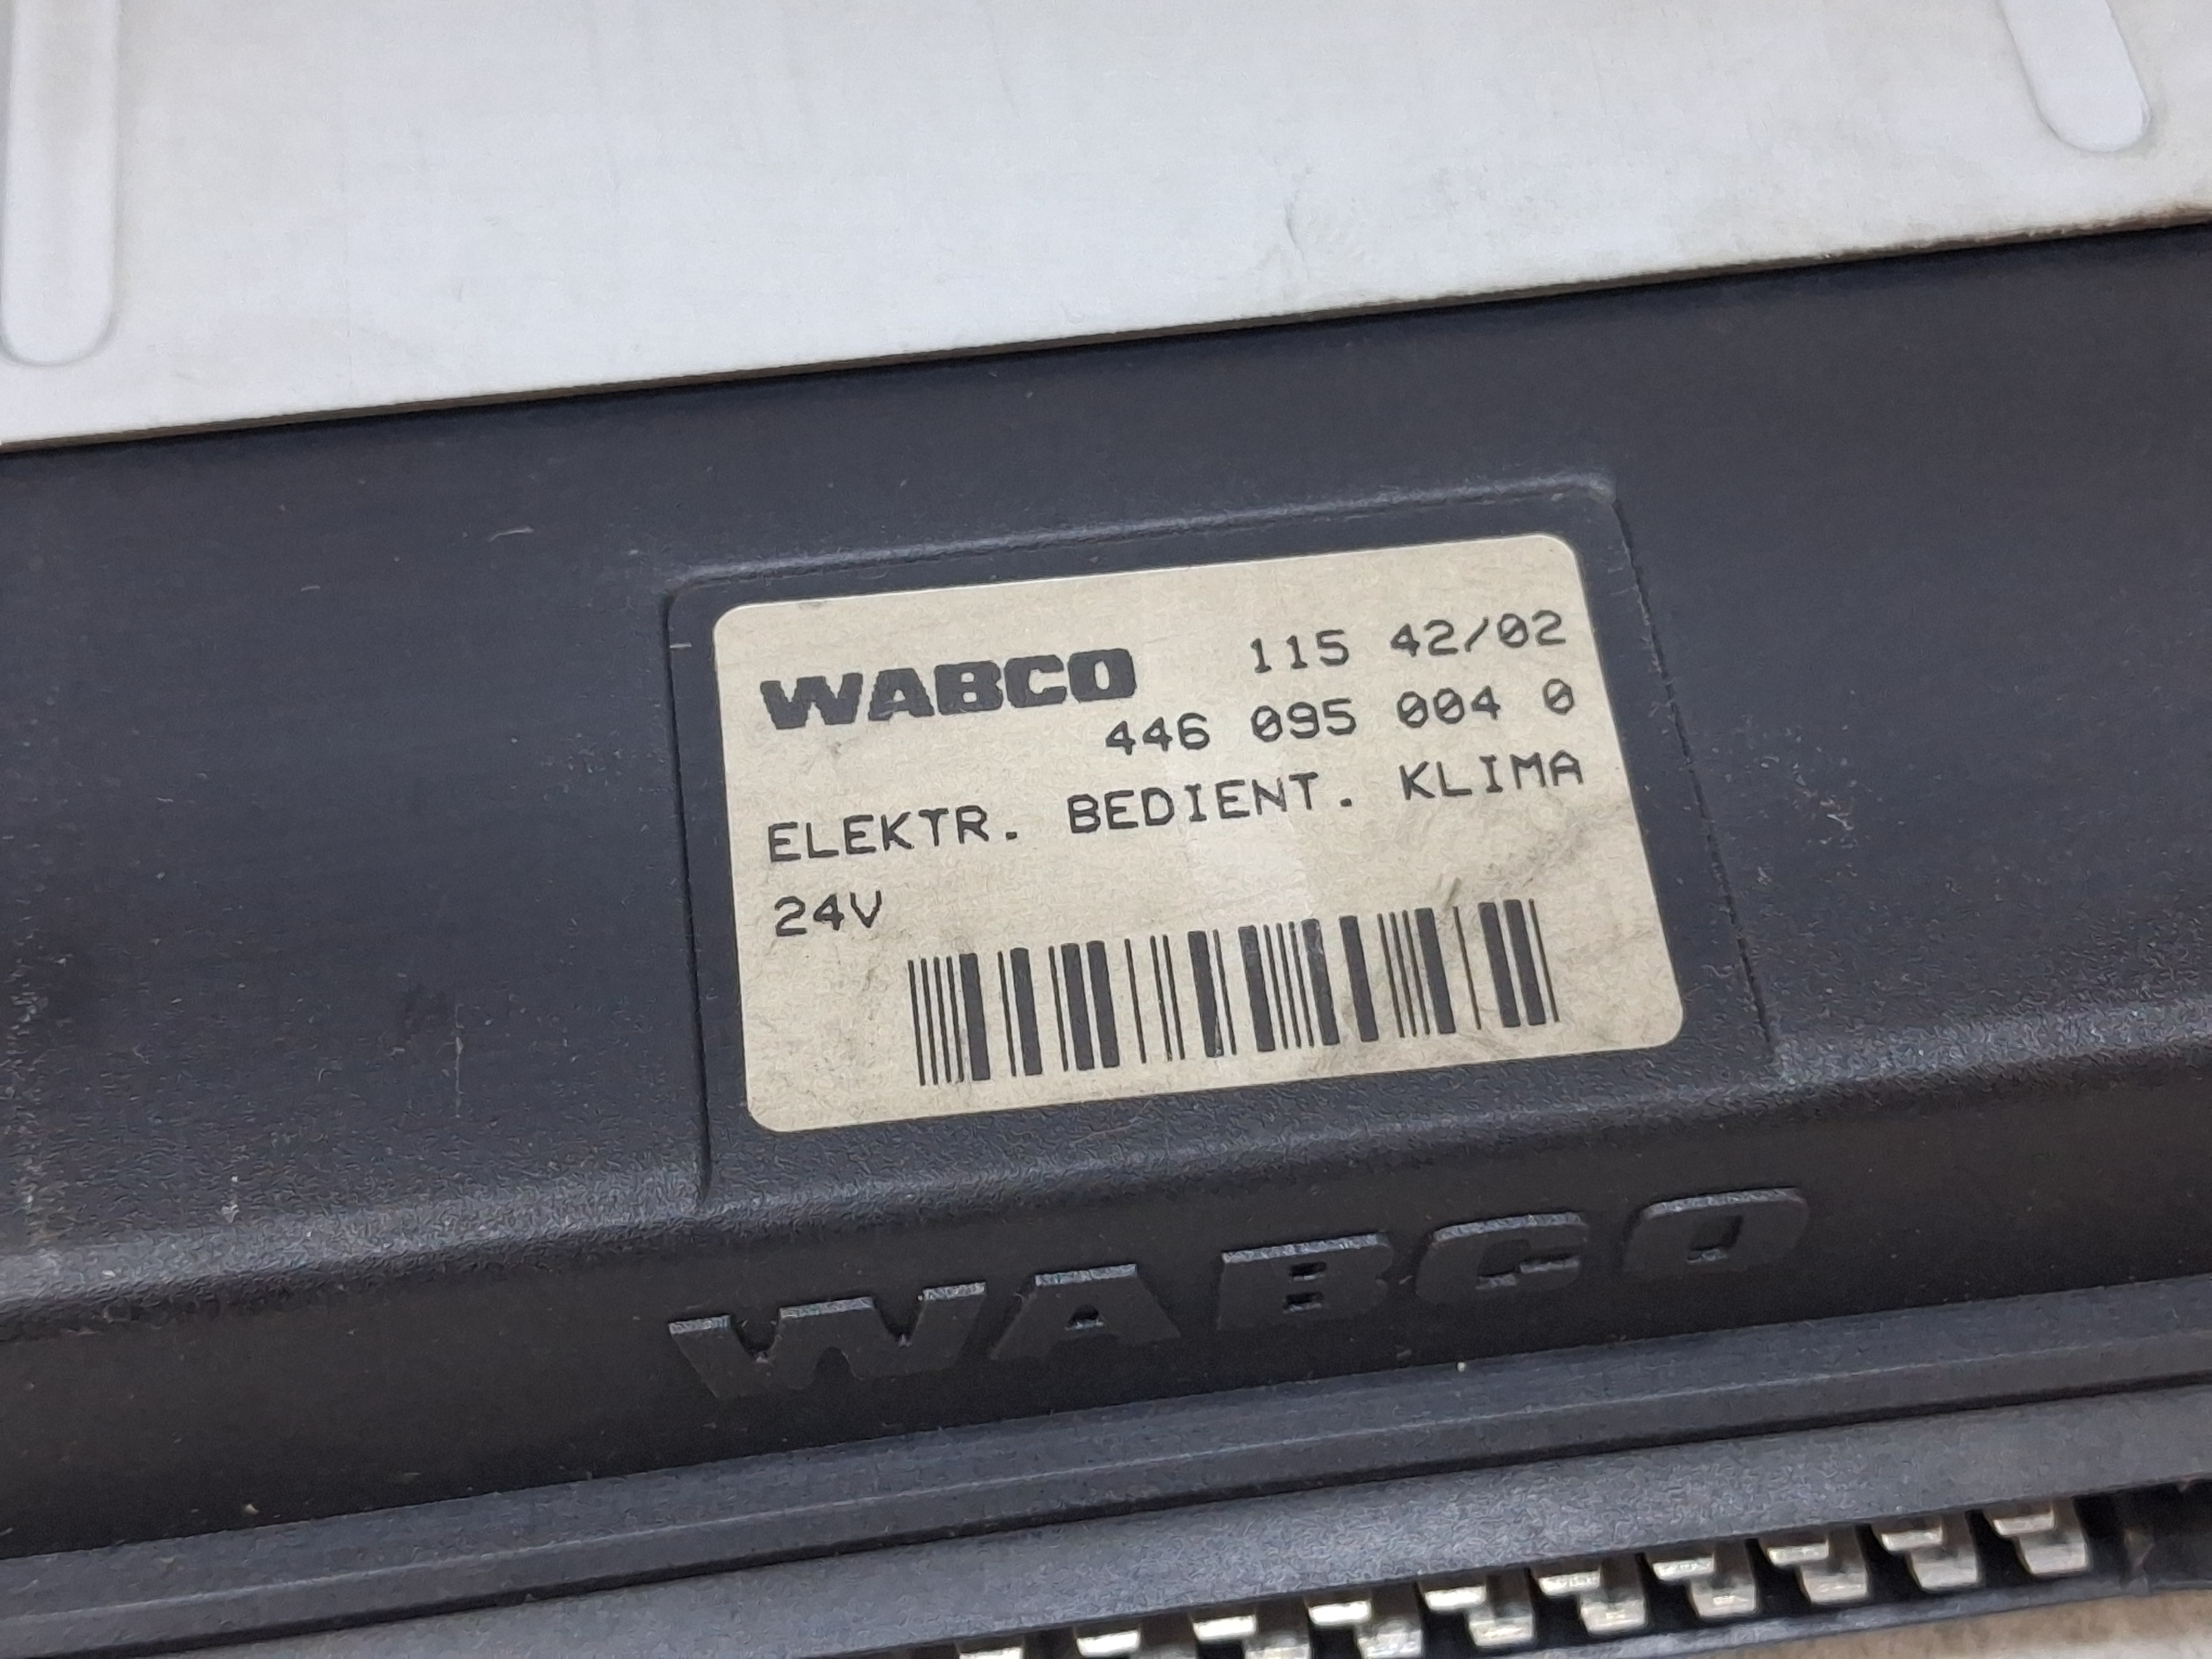 WABCO 115 42/02
446 095 004 0
ELEKTR. BEDIENT. KLIMA
24V
WABCO